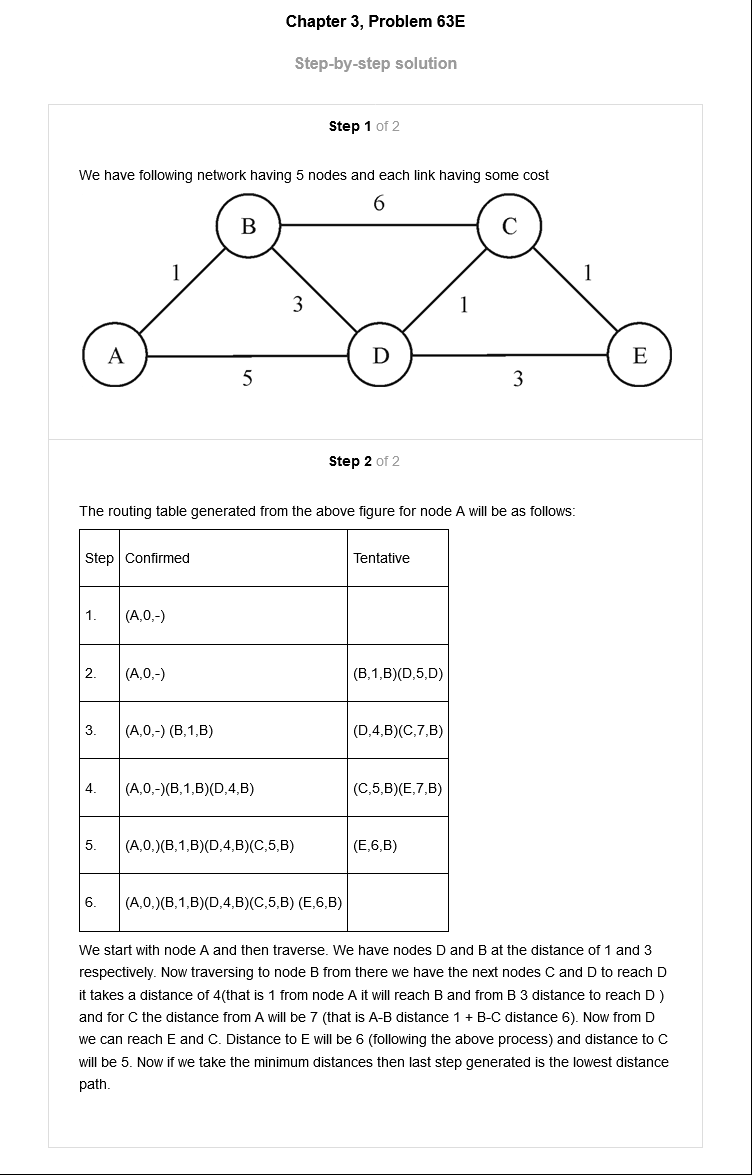 Chapter 3, Problem 63E
Step-by-step solution
Step 1 of 2
We have following network having 5 nodes and each link having some cost
6
B
C
1
1
3
1
A
D
E
5
3
Step 2 of 2
The routing table generated from the above figure for node A will be as follows:
Step Confirmed Tentative
1. (A,0,-)
2. (A,0,-) (B,1,B)(D,5,D)
3. (A,0,-) (B,1,B) (D,4,B)(C,7,B)
4. (A,0,-)(B,1,B)(D,4,B) (C,5,B)(E,7,B)
5. (A,0,)(B,1,B)(D,4,B)(C,5,B) (E,6,B)
6. (A,0,)(B,1,B)(D,4,B)(C,5,B) (E,6,B)
We start with node A and then traverse. We have nodes D and B at the distance of 1 and 3
respectively. Now traversing to node B from there we have the next nodes C and D to reach D
it takes a distance of 4(that is 1 from node A it will reach B and from B 3 distance to reach D )
and for C the distance from A will be 7 (that is A-B distance 1 + B-C distance 6). Now from D
we can reach E and C. Distance to E will be 6 (following the above process) and distance to C
will be 5. Now if we take the minimum distances then last step generated is the lowest distance
path.